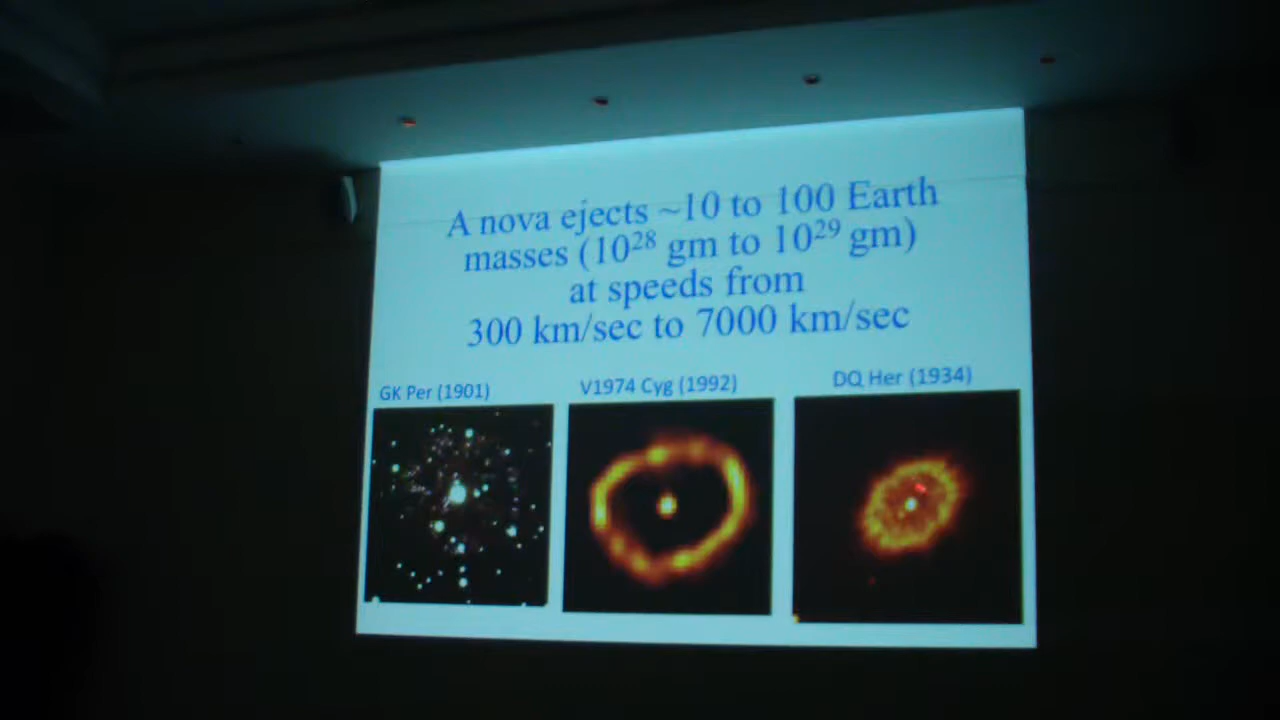 A nova ejects ~10 to 100 Earth
masses (10²⁸ gm to 10²⁹ gm)
at speeds from
300 km/sec to 7000 km/sec
GK Per (1901)
V1974 Cyg (1992)
DQ Her (1934)